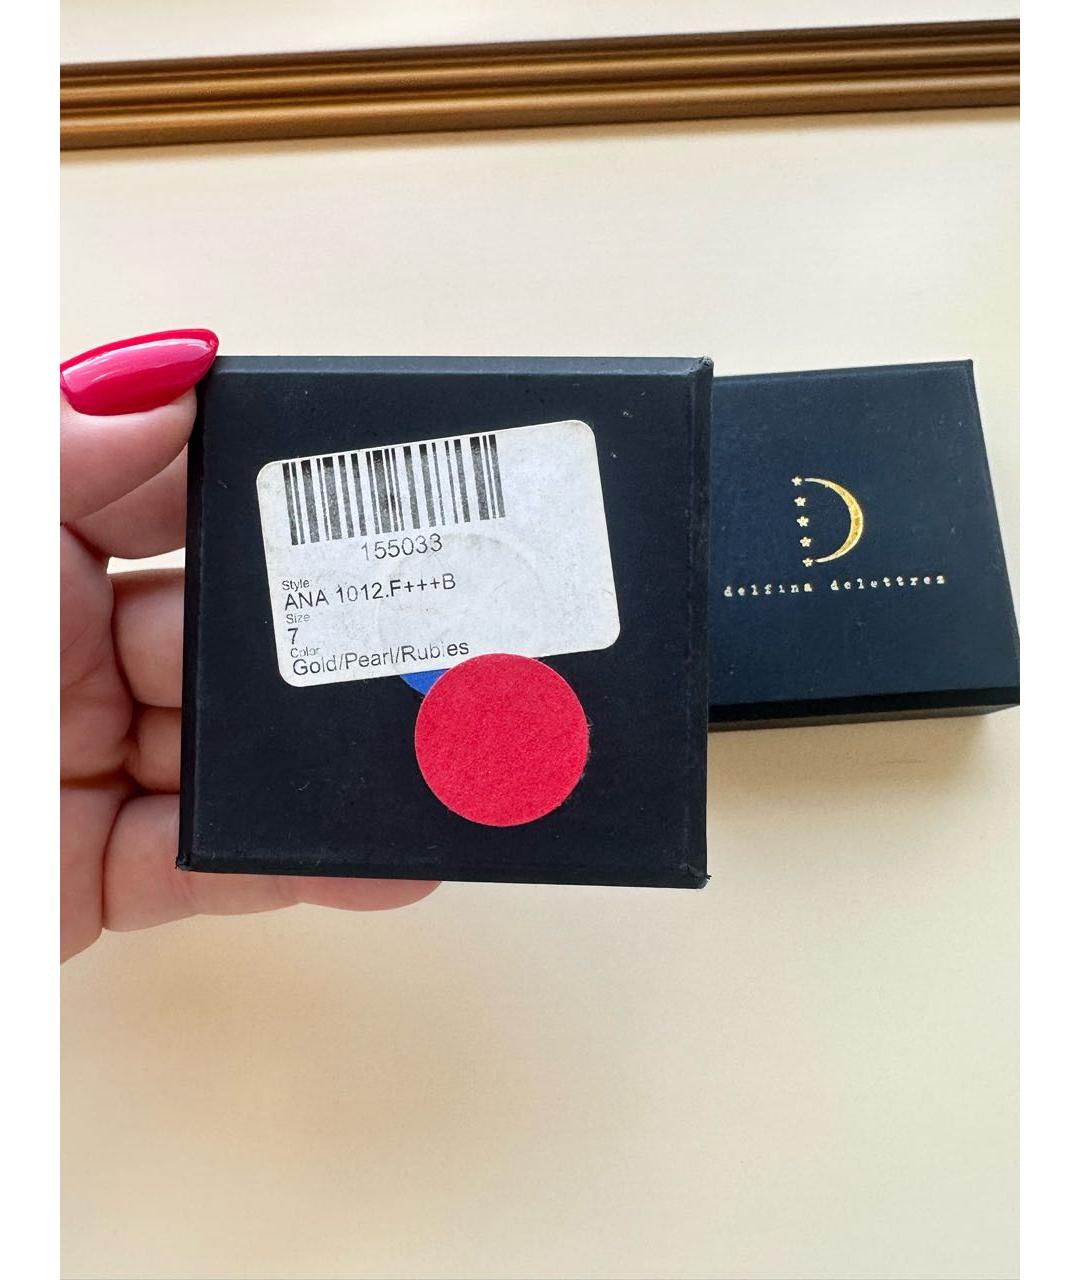 155033
Style
ANA 1012.F+++B
Size
7
Color
Gold/Pearl/Rubies
delfina delettrez